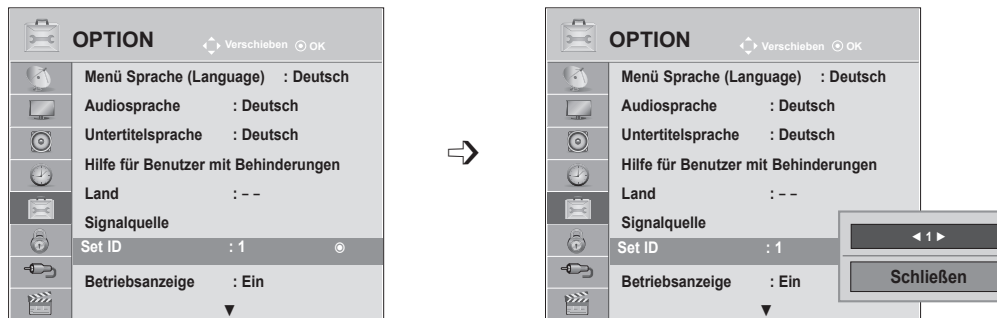 OPTION Verschieben OK
Menü Sprache (Language) : Deutsch
Audiosprache : Deutsch
Untertitelsprache : Deutsch
Hilfe für Benutzer mit Behinderungen
Land : – –
Signalquelle
Set ID : 1
Betriebsanzeige : Ein
▼
OPTION Verschieben OK
Menü Sprache (Language) : Deutsch
Audiosprache : Deutsch
Untertitelsprache : Deutsch
Hilfe für Benutzer mit Behinderungen
Land : – –
Signalquelle
Set ID : 1
Betriebsanzeige : Ein
▼
◄ 1 ►
Schließen